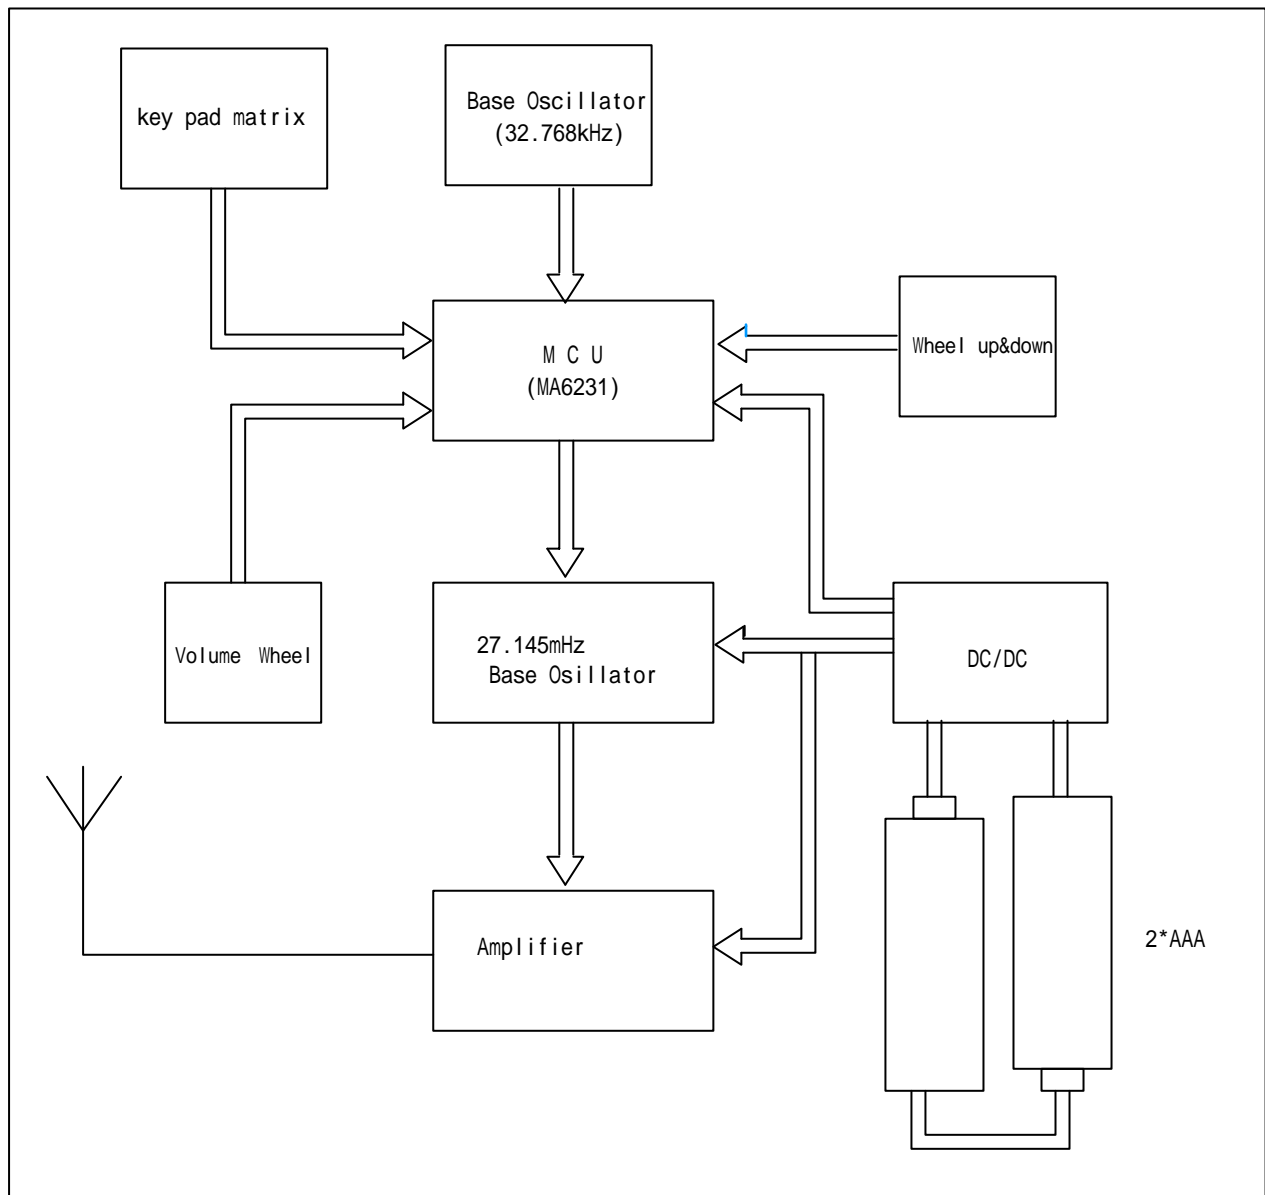 key pad matrix
Base Oscillator
(32.768kHz)
M C U
(MA6231)
Wheel up&down
Volume Wheel
27.145mHz
Base Osillator
DC/DC
Amplifier
2*AAA